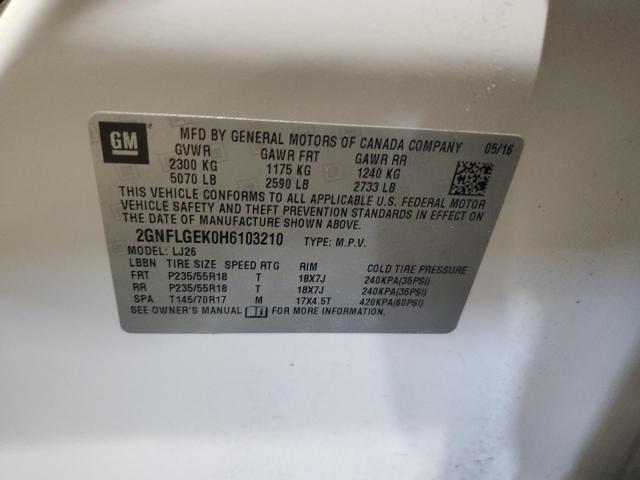 GM
MFD BY GENERAL MOTORS OF CANADA COMPANY 05/16
GVWR GAWR FRT GAWR RR
2300 KG 1175 KG 1240 KG
5070 LB 2590 LB 2733 LB
THIS VEHICLE CONFORMS TO ALL APPLICABLE U.S. FEDERAL MOTOR
VEHICLE SAFETY AND THEFT PREVENTION STANDARDS IN EFFECT ON
THE DATE OF MANUFACTURE SHOWN ABOVE.
2GNFLGEK0H6103210 TYPE: M.P.V.
MODEL: LJ26
LBBN TIRE SIZE SPEED RTG RIM COLD TIRE PRESSURE
FRT P235/55R18 T 18X7J 240KPA(35PSI)
RR P235/55R18 T 18X7J 240KPA(35PSI)
SPA T145/70R17 M 17X4.5T 420KPA(60PSI)
SEE OWNER'S MANUAL FOR MORE INFORMATION.